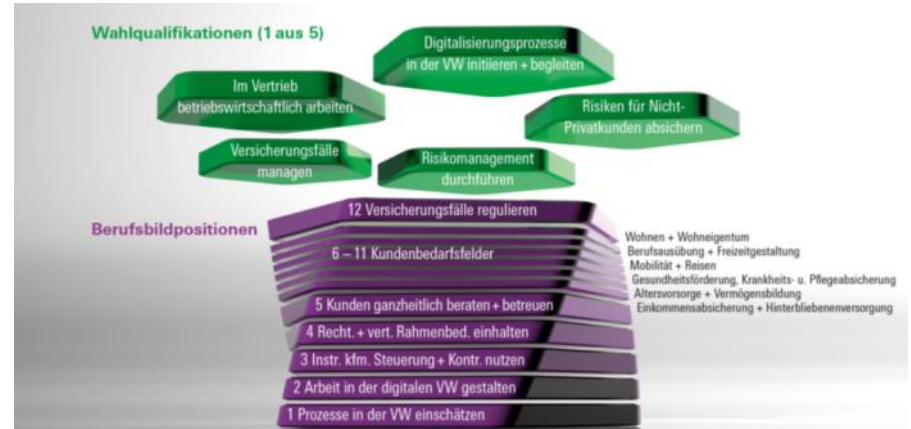 Wahlqualifikationen (1 aus 5)
Digitalisierungsprozesse
in der VW initiieren + begleiten
Im Vertrieb
betriebswirtschaftlich arbeiten
Risiken für Nicht-
Privatkunden absichern
Versicherungsfälle
managen
Risikomanagement
durchführen
Berufsbildpositionen
12 Versicherungsfälle regulieren
6 – 11 Kundenbedarfsfelder
Wohnen + Wohneigentum
Berufsausübung + Freizeitgestaltung
Mobilität + Reisen
Gesundheitsförderung, Krankheits- u. Pflegeabsicherung
Altersvorsorge + Vermögensbildung
Einkommensabsicherung + Hinterbliebenenversorgung
5 Kunden ganzheitlich beraten + betreuen
4 Recht. + vert. Rahmenbed. einhalten
3 Instr. kfm. Steuerung + Kontr. nutzen
2 Arbeit in der digitalen VW gestalten
1 Prozesse in der VW einschätzen